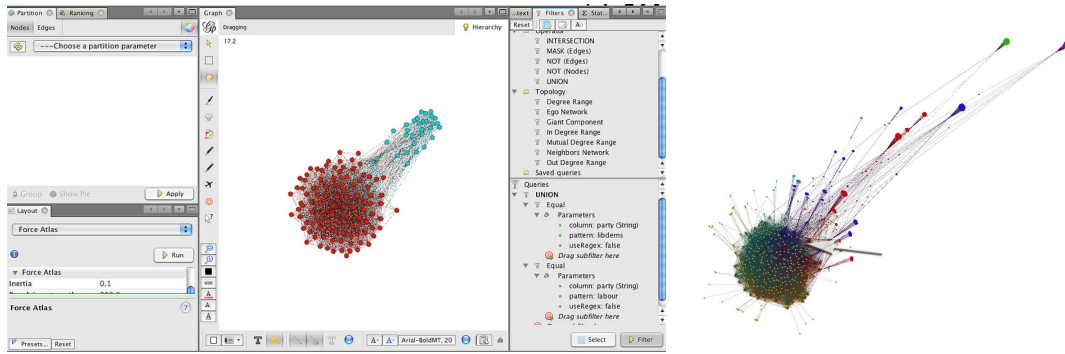 Partition
Ranking
Nodes Edges
---Choose a partition parameter
Group Show Pie
Apply
Layout
Force Atlas
Run
Force Atlas
Inertia 0.1
Force Atlas
Presets... Reset
Graph
Dragging
Hierarchy
17.2
size
A
A
A
T
T
A- A- Arial-BoldMT, 20
...text Filters Σ Stat...
Reset
Operator
INTERSECTION
MASK (Edges)
NOT (Edges)
NOT (Nodes)
UNION
Topology
Degree Range
Ego Network
Giant Component
In Degree Range
Mutual Degree Range
Neighbors Network
Out Degree Range
Saved queries
Queries
UNION
Equal
Parameters
column: party (String)
pattern: libdems
useRegex: false
Drag subfilter here
Equal
Parameters
column: party (String)
pattern: labour
useRegex: false
Drag subfilter here
Select Filter